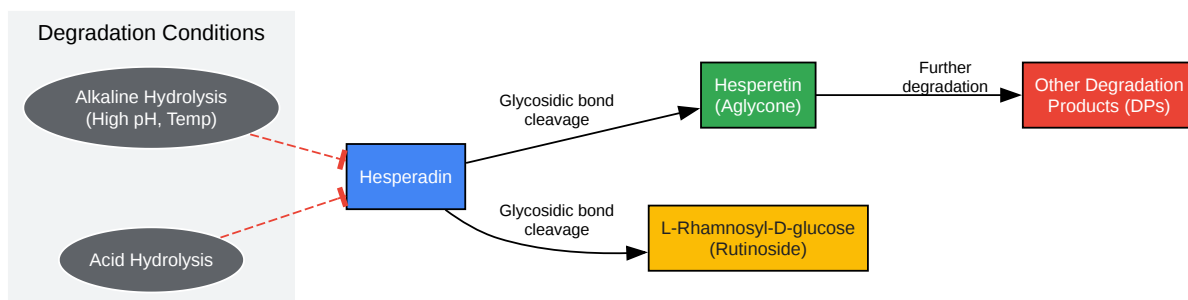 Degradation Conditions
Alkaline Hydrolysis
(High pH, Temp)
Acid Hydrolysis
Hesperadin
Glycosidic bond
cleavage
Glycosidic bond
cleavage
Hesperetin
(Aglycone)
L-Rhamnosyl-D-glucose
(Rutinoside)
Further
degradation
Other Degradation
Products (DPs)